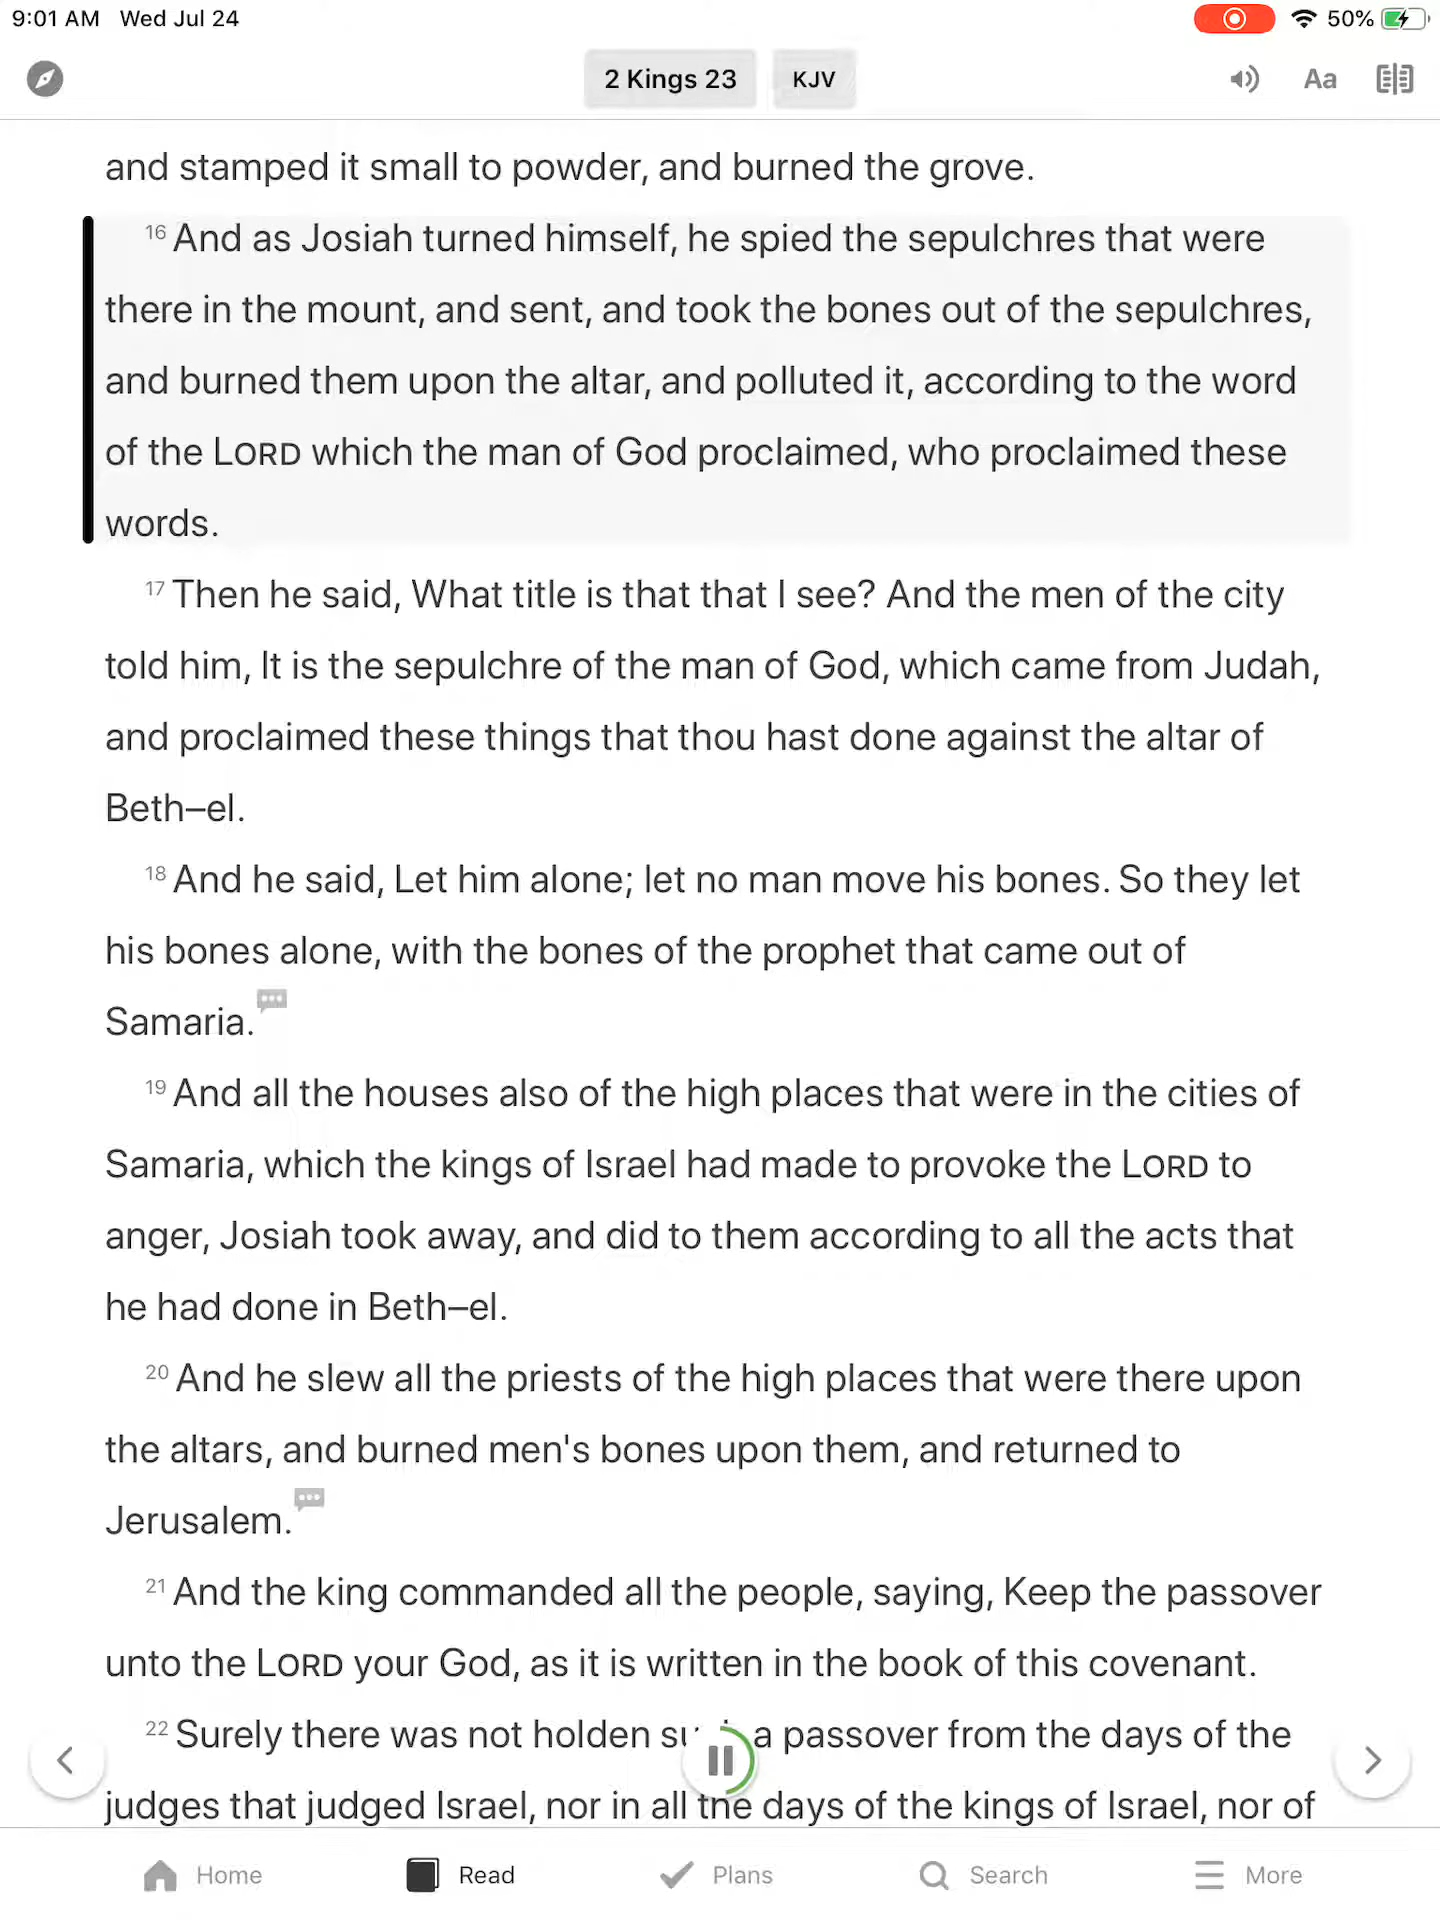 9:01 AM Wed Jul 24 50%
2 Kings 23 KJV Aa
and stamped it small to powder, and burned the grove.
16 And as Josiah turned himself, he spied the sepulchres that were
there in the mount, and sent, and took the bones out of the sepulchres,
and burned them upon the altar, and polluted it, according to the word
of the LORD which the man of God proclaimed, who proclaimed these
words.
17 Then he said, What title is that that I see? And the men of the city
told him, It is the sepulchre of the man of God, which came from Judah,
and proclaimed these things that thou hast done against the altar of
Beth–el.
18 And he said, Let him alone; let no man move his bones. So they let
his bones alone, with the bones of the prophet that came out of
Samaria.
19 And all the houses also of the high places that were in the cities of
Samaria, which the kings of Israel had made to provoke the LORD to
anger, Josiah took away, and did to them according to all the acts that
he had done in Beth–el.
20 And he slew all the priests of the high places that were there upon
the altars, and burned men's bones upon them, and returned to
Jerusalem.
21 And the king commanded all the people, saying, Keep the passover
unto the LORD your God, as it is written in the book of this covenant.
22 Surely there was not holden a passover from the days of the
judges that judged Israel, nor in all the days of the kings of Israel, nor of
Home Read Plans Search More